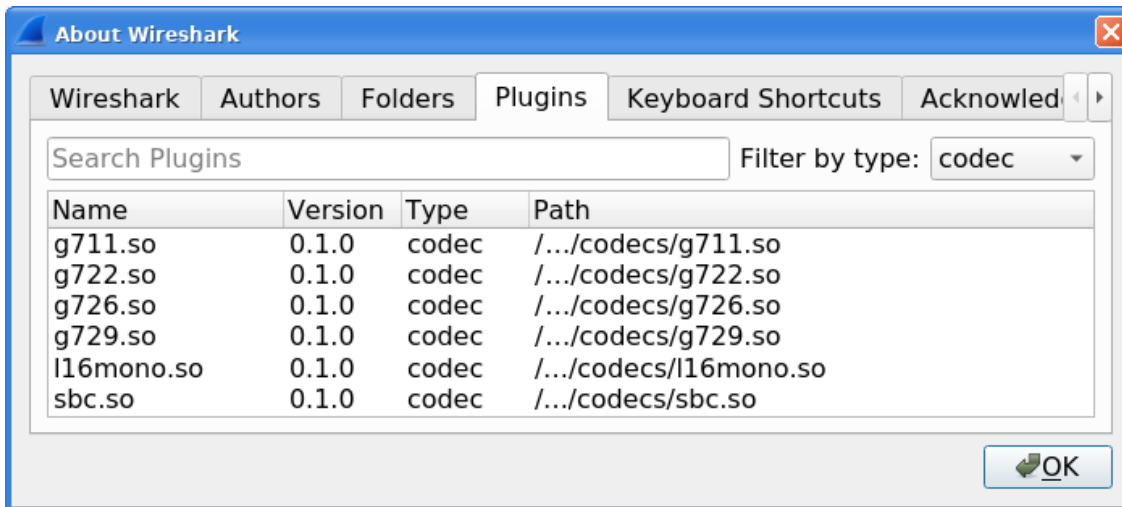 About Wireshark
Wireshark Authors Folders Plugins Keyboard Shortcuts Acknowled
Search Plugins Filter by type: codec
Name Version Type Path
g711.so 0.1.0 codec /.../codecs/g711.so
g722.so 0.1.0 codec /.../codecs/g722.so
g726.so 0.1.0 codec /.../codecs/g726.so
g729.so 0.1.0 codec /.../codecs/g729.so
l16mono.so 0.1.0 codec /.../codecs/l16mono.so
sbc.so 0.1.0 codec /.../codecs/sbc.so
OK